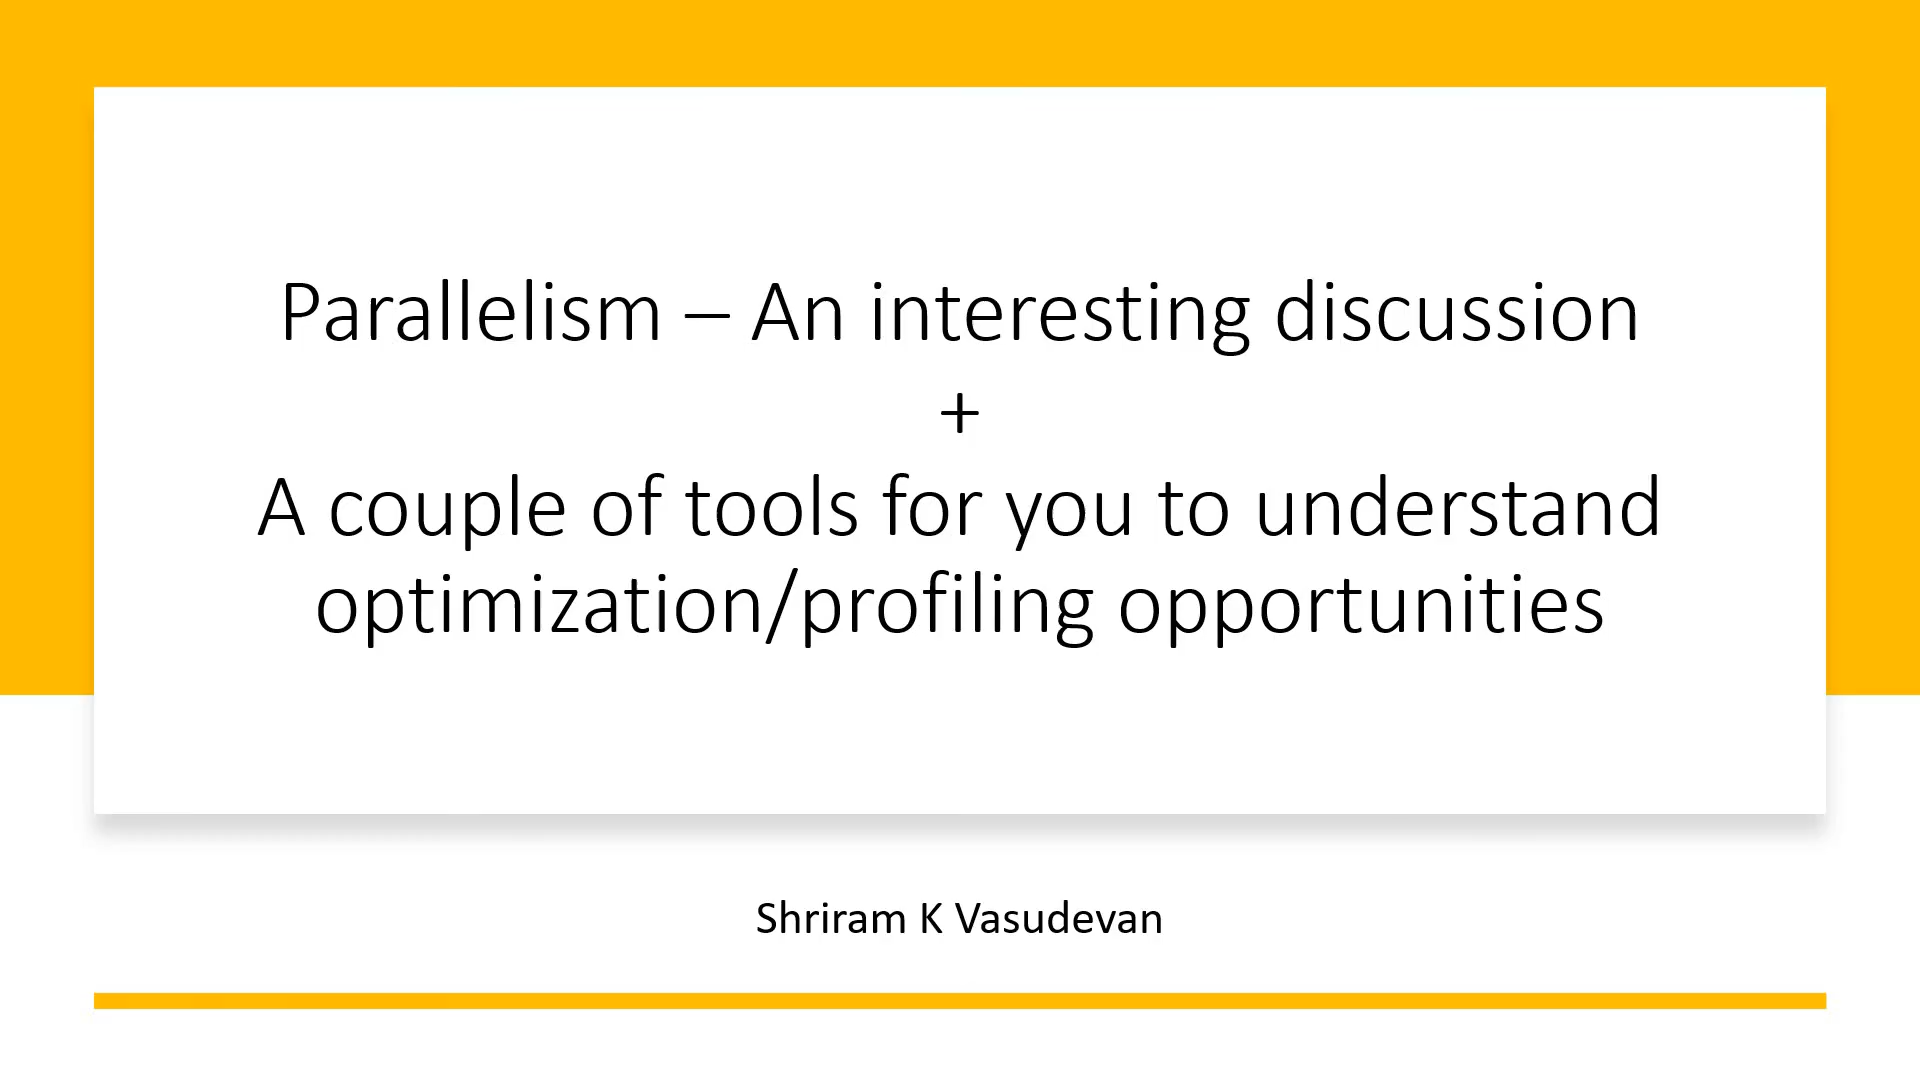 Parallelism – An interesting discussion
+
A couple of tools for you to understand
optimization/profiling opportunities
Shriram K Vasudevan